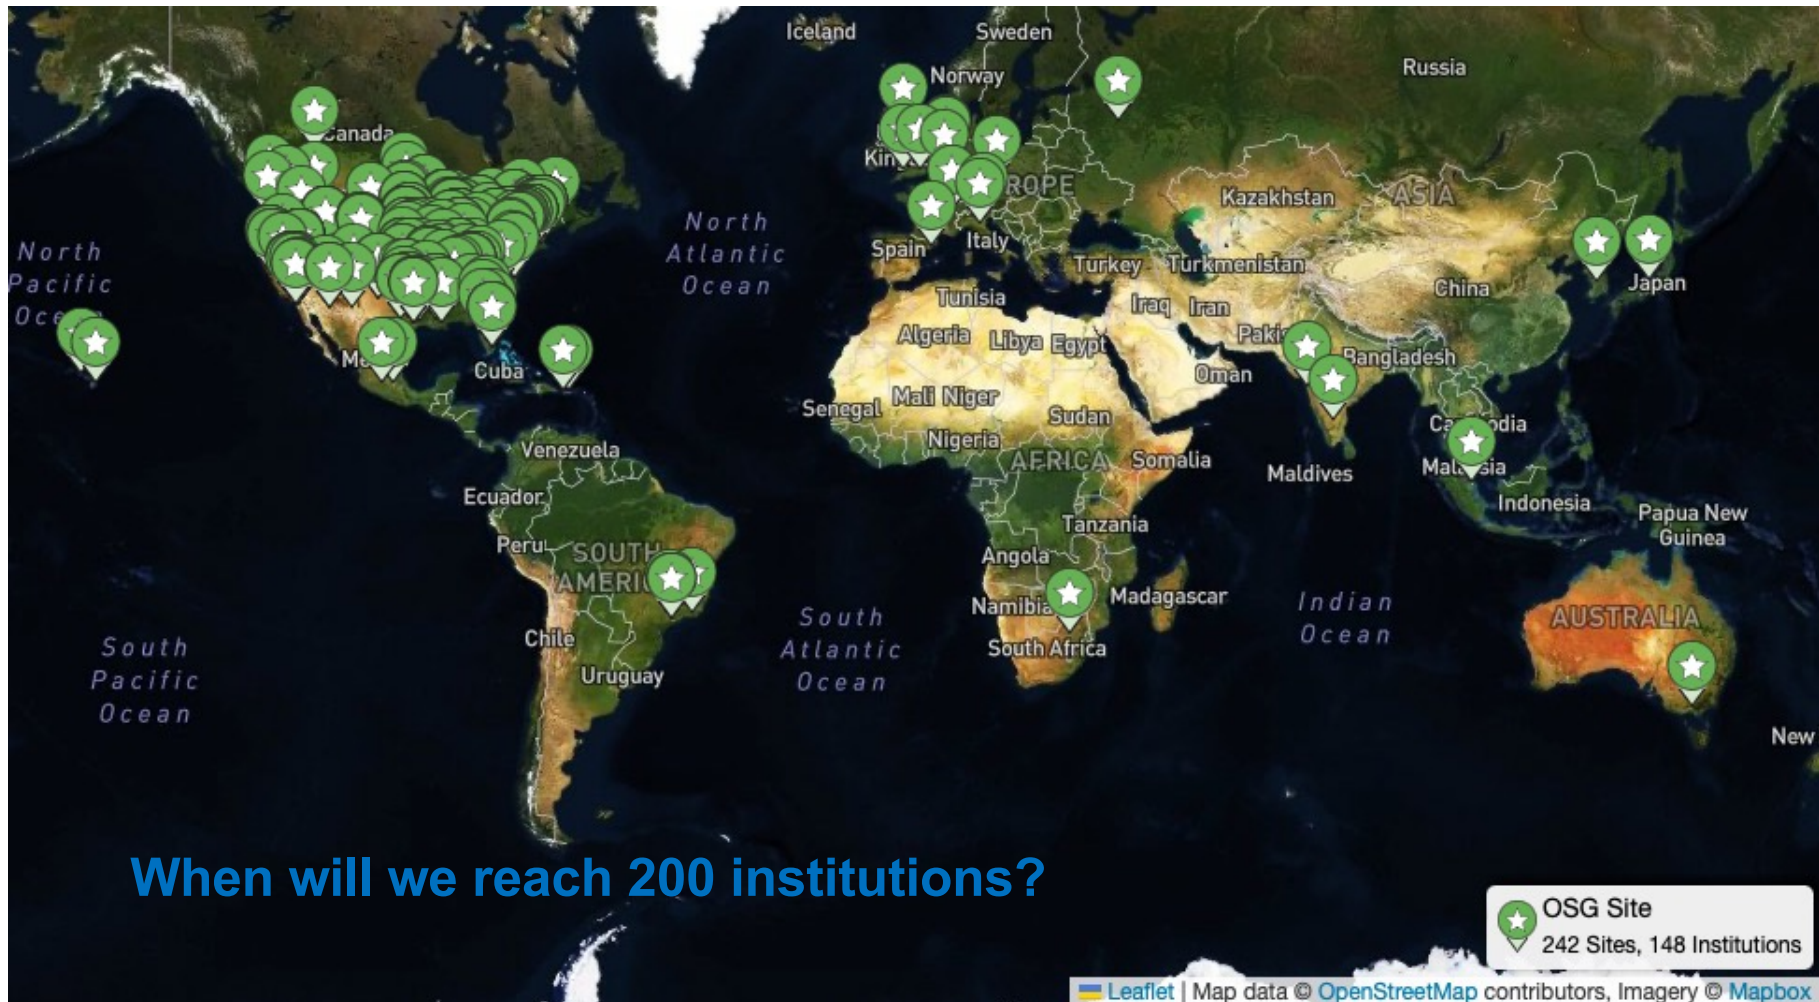 Iceland
Sweden
Norway
Russia
Canada
Kazakhstan
ASIA
North
Atlantic
Ocean
North
Pacific
Spain
Italy
Turkey
Turkmenistan
Japan
China
Tunisia
Iraq
Iran
Algeria
Libya
Egypt
Bangladesh
Cuba
Oman
Senegal
Mali
Niger
Sudan
Nigeria
AFRICA
Somalia
Venezuela
Maldives
Ecuador
Indonesia
Papua New
Guinea
Tanzania
Peru
SOUTH
Angola
Namibia
Madagascar
Indian
Ocean
AUSTRALIA
South
Atlantic
Ocean
Chile
South Africa
South
Pacific
Ocean
Uruguay
New
When will we reach 200 institutions?
OSG Site
242 Sites, 148 Institutions
Leaflet | Map data © OpenStreetMap contributors, Imagery © Mapbox